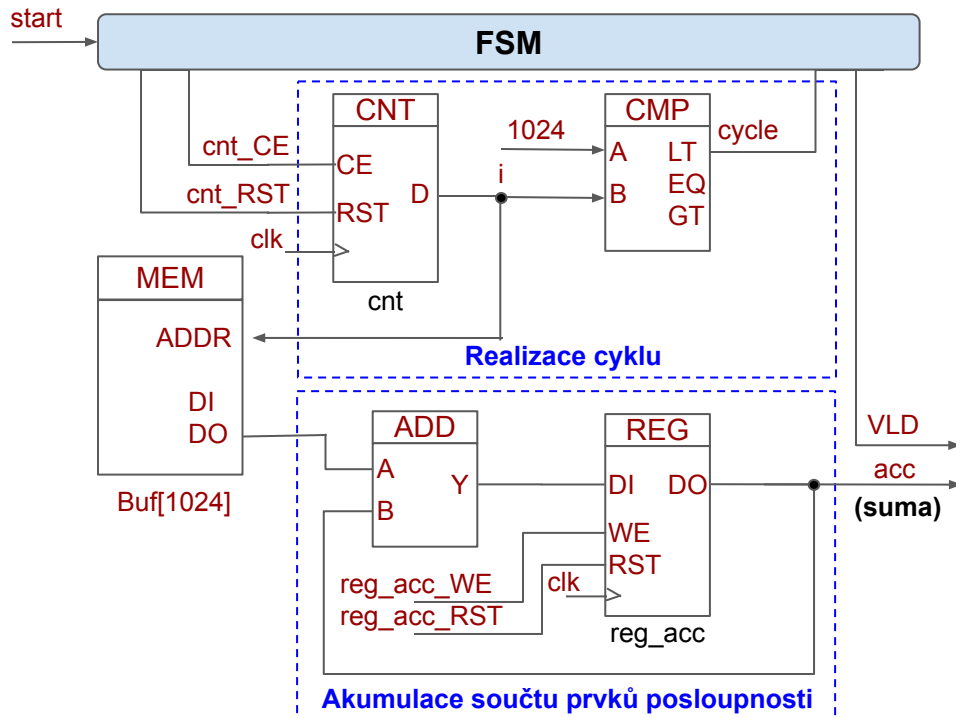 start
FSM
CNT
CMP
1024
cycle
cnt_CE
CE
A
LT
i
EQ
D
B
cnt_RST
RST
GT
clk
cnt
MEM
ADDR
Realizace cyklu
DI
DO
Buf[1024]
ADD
REG
VLD
A
Y
DI
DO
acc
B
(suma)
WE
RST
reg_acc_WE
clk
reg_acc_RST
reg_acc
Akumulace součtu prvků posloupnosti